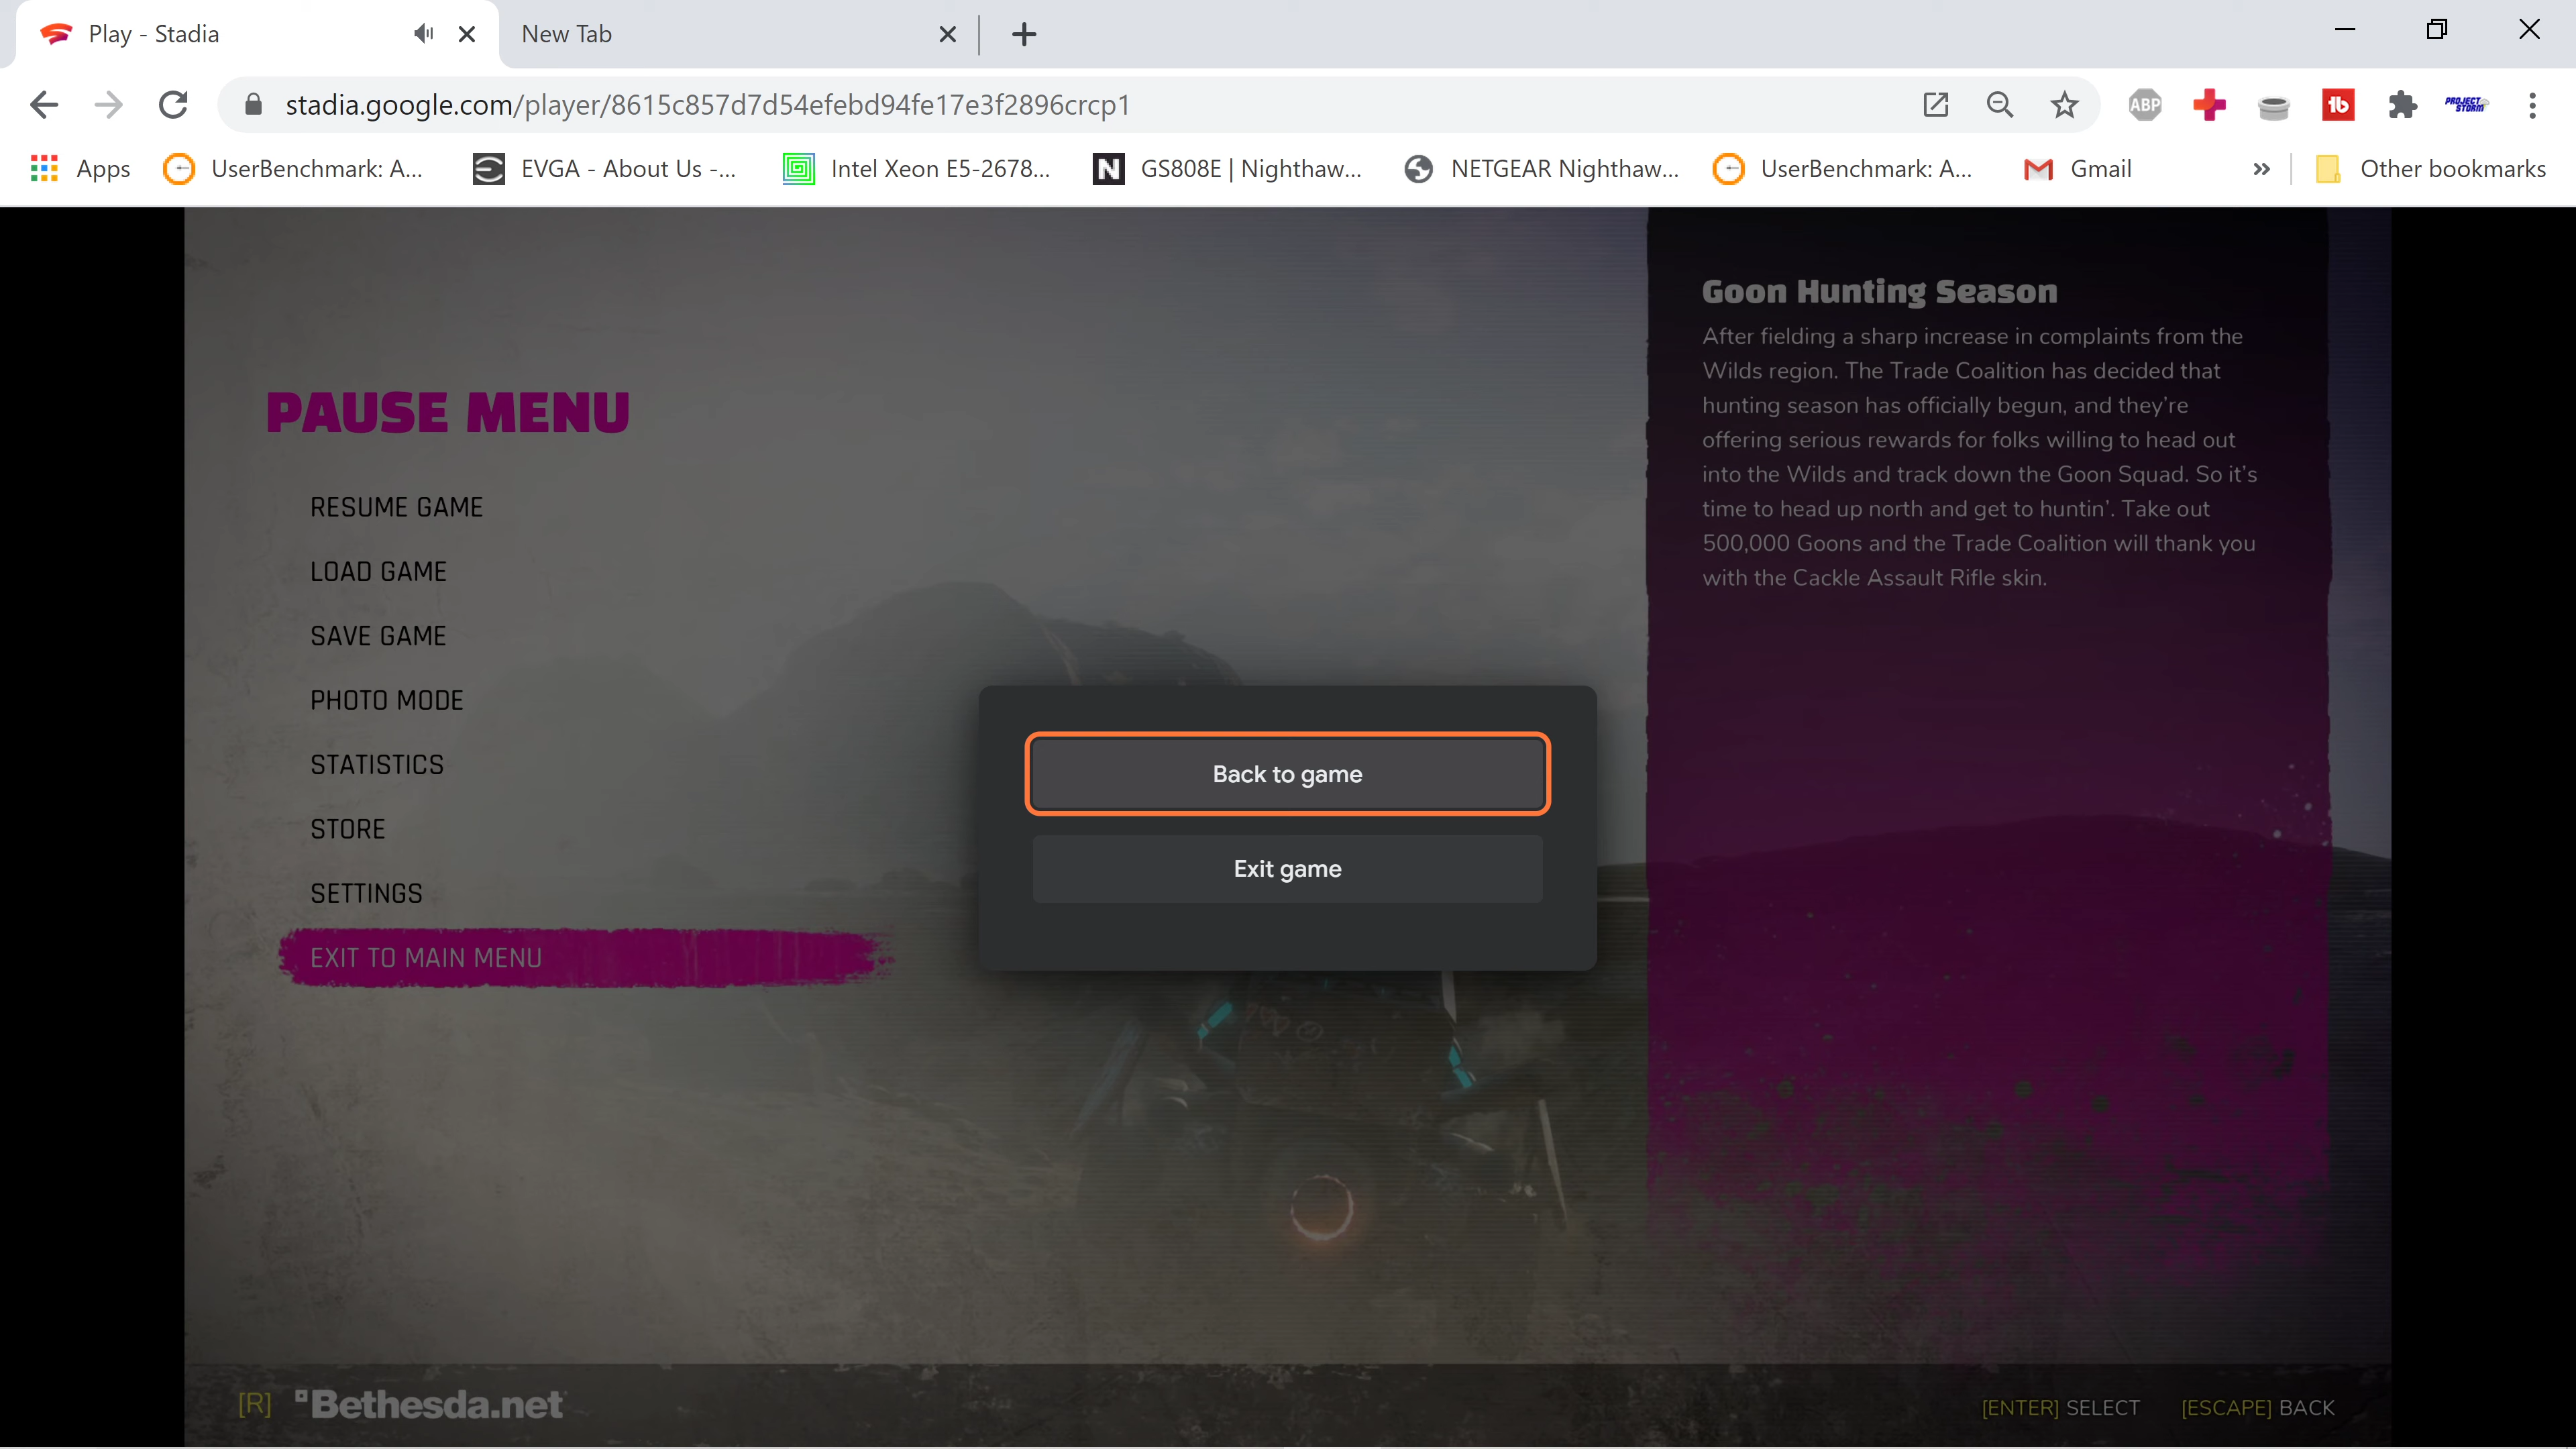 Play - Stadia
New Tab
stadia.google.com/player/8615c857d7d54efebd94fe17e3f2896crcp1
ABP
PROJECT STORM
Apps
UserBenchmark: A...
EVGA - About Us -...
Intel Xeon E5-2678...
N
GS808E | Nighthaw...
NETGEAR Nighthaw...
UserBenchmark: A...
Gmail
»
Other bookmarks
PAUSE MENU
RESUME GAME
LOAD GAME
SAVE GAME
PHOTO MODE
STATISTICS
STORE
SETTINGS
EXIT TO MAIN MENU
Back to game
Exit game
Goon Hunting Season
After fielding a sharp increase in complaints from the
Wilds region. The Trade Coalition has decided that
hunting season has officially begun, and they're
offering serious rewards for folks willing to head out
into the Wilds and track down the Goon Squad. So it's
time to head up north and get to huntin'. Take out
500,000 Goons and the Trade Coalition will thank you
with the Cackle Assault Rifle skin.
[R] Bethesda.net
[ENTER] SELECT [ESCAPE] BACK